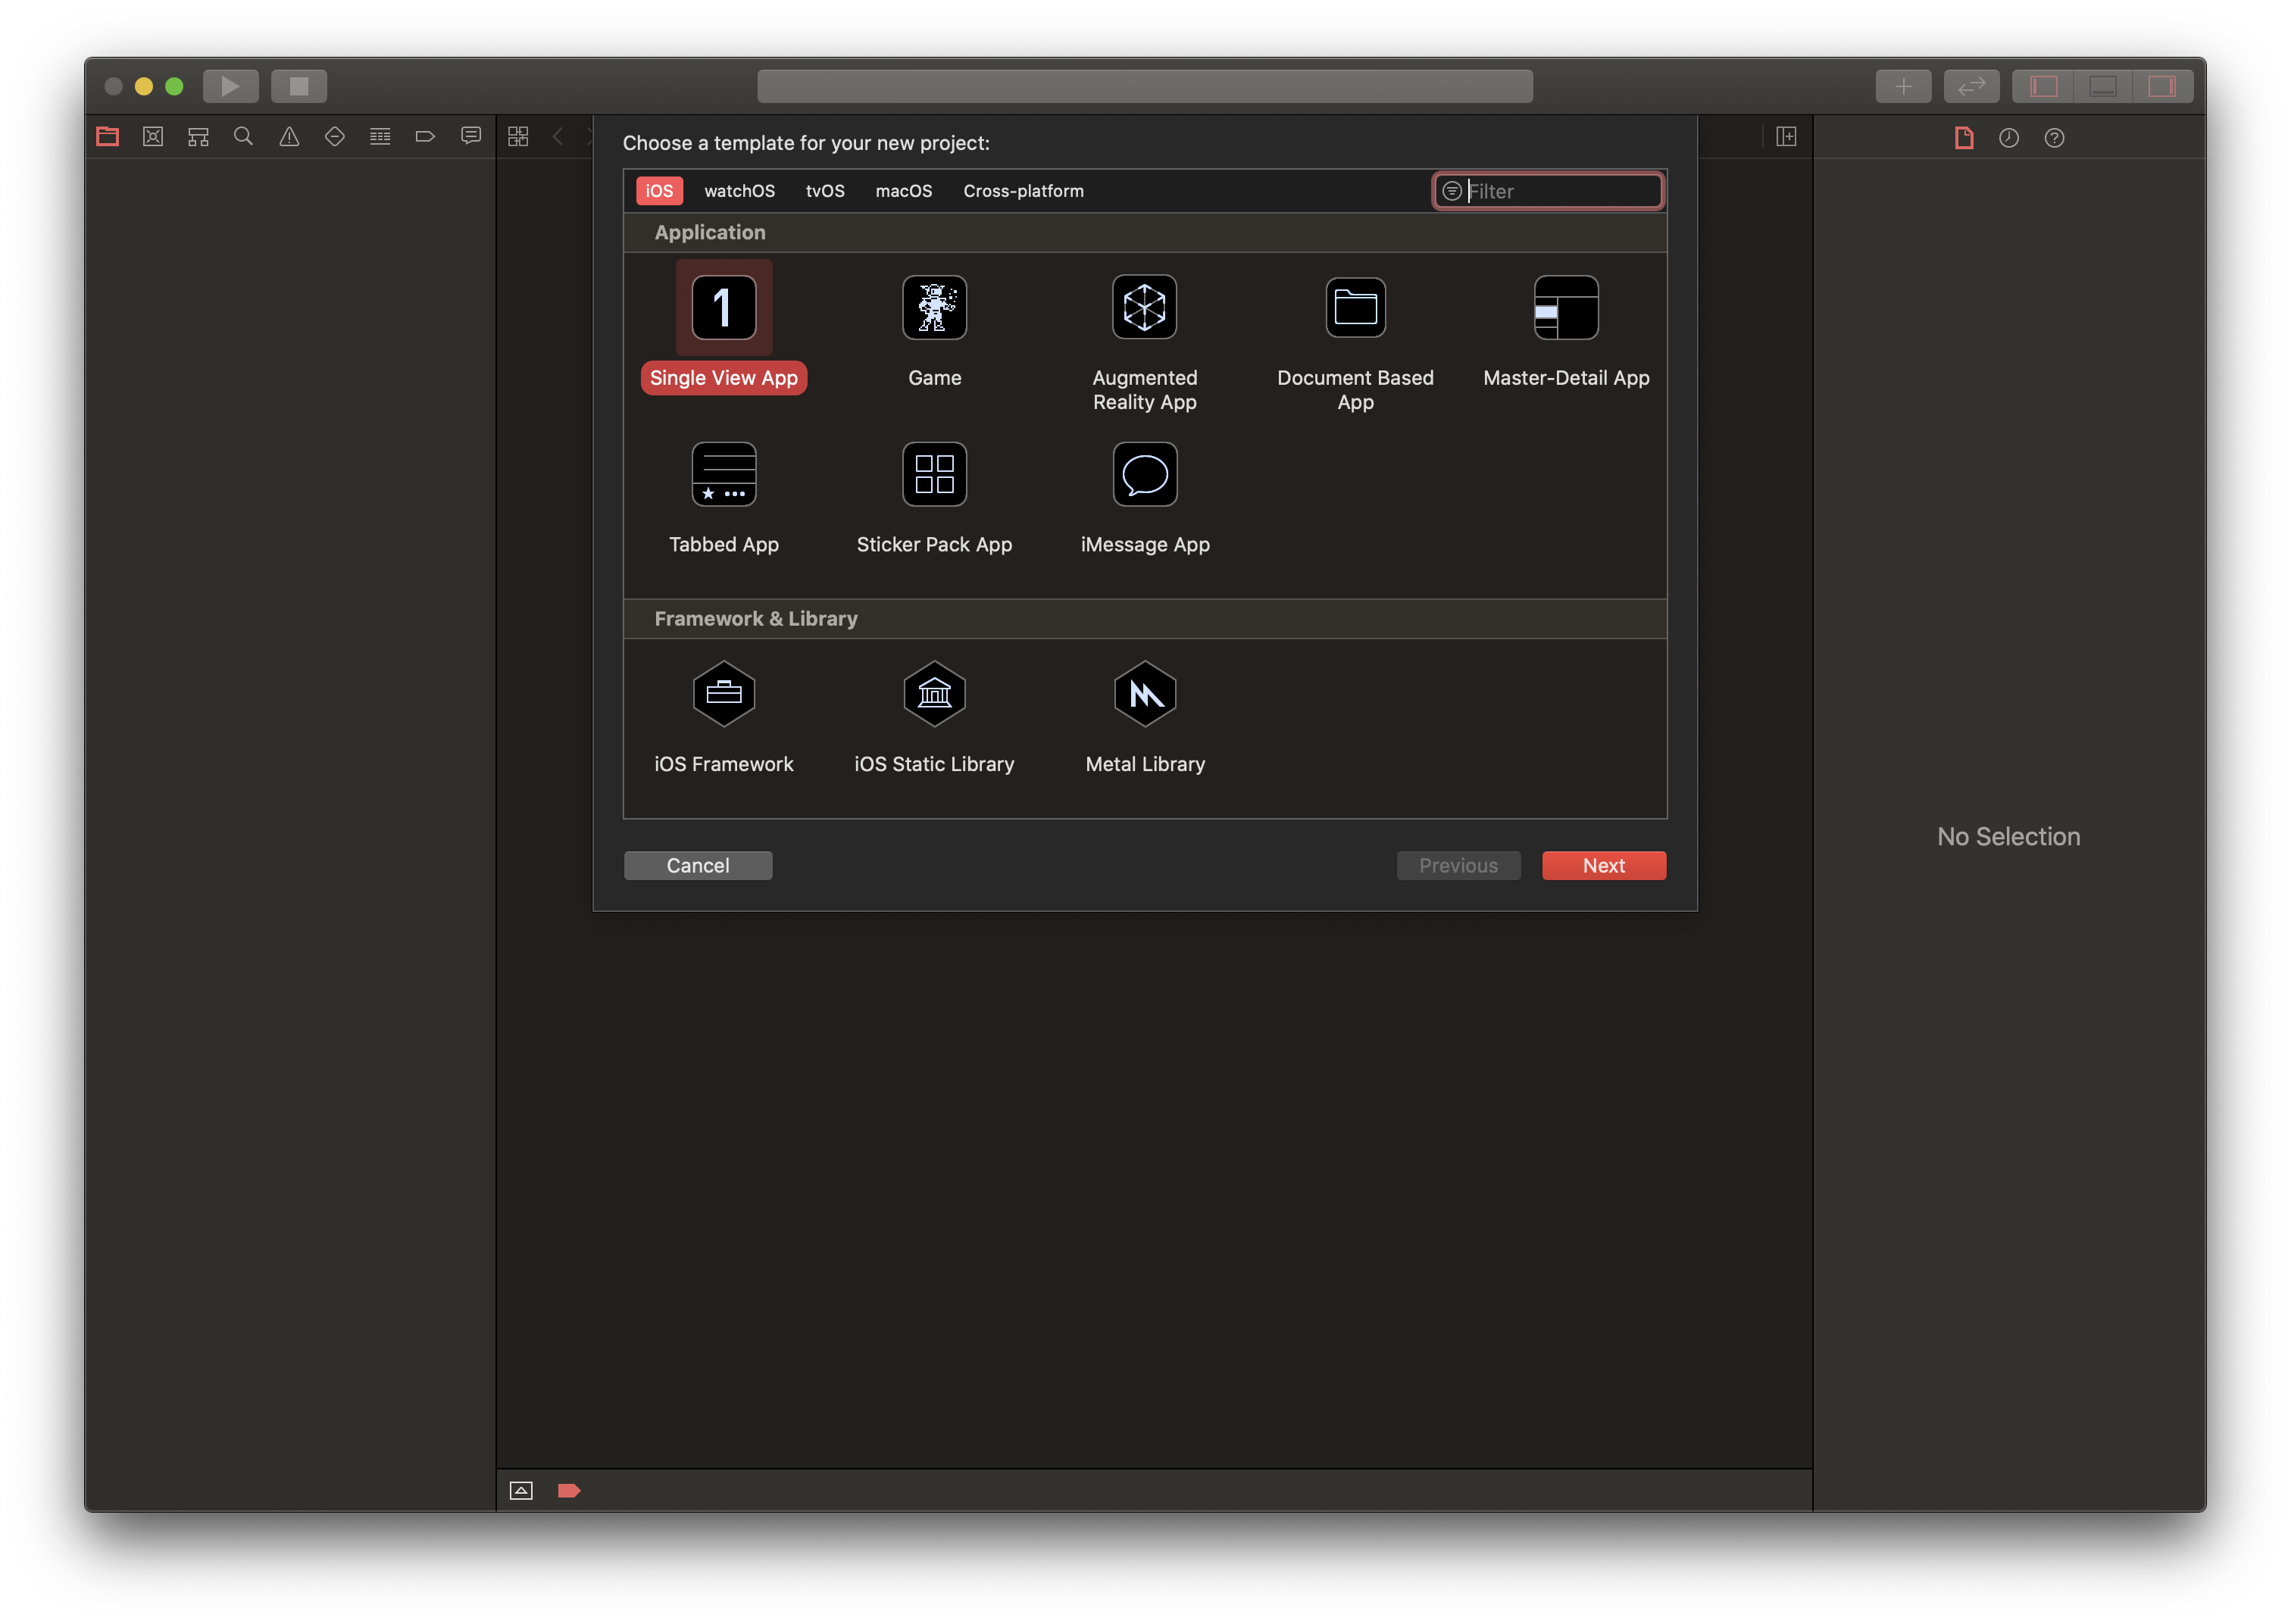 Choose a template for your new project:
iOS watchOS tvOS macOS Cross-platform Filter
Application
1
Single View App Game Augmented Reality App Document Based App Master-Detail App
Tabbed App Sticker Pack App iMessage App
Framework & Library
iOS Framework iOS Static Library Metal Library
No Selection
Cancel Previous Next